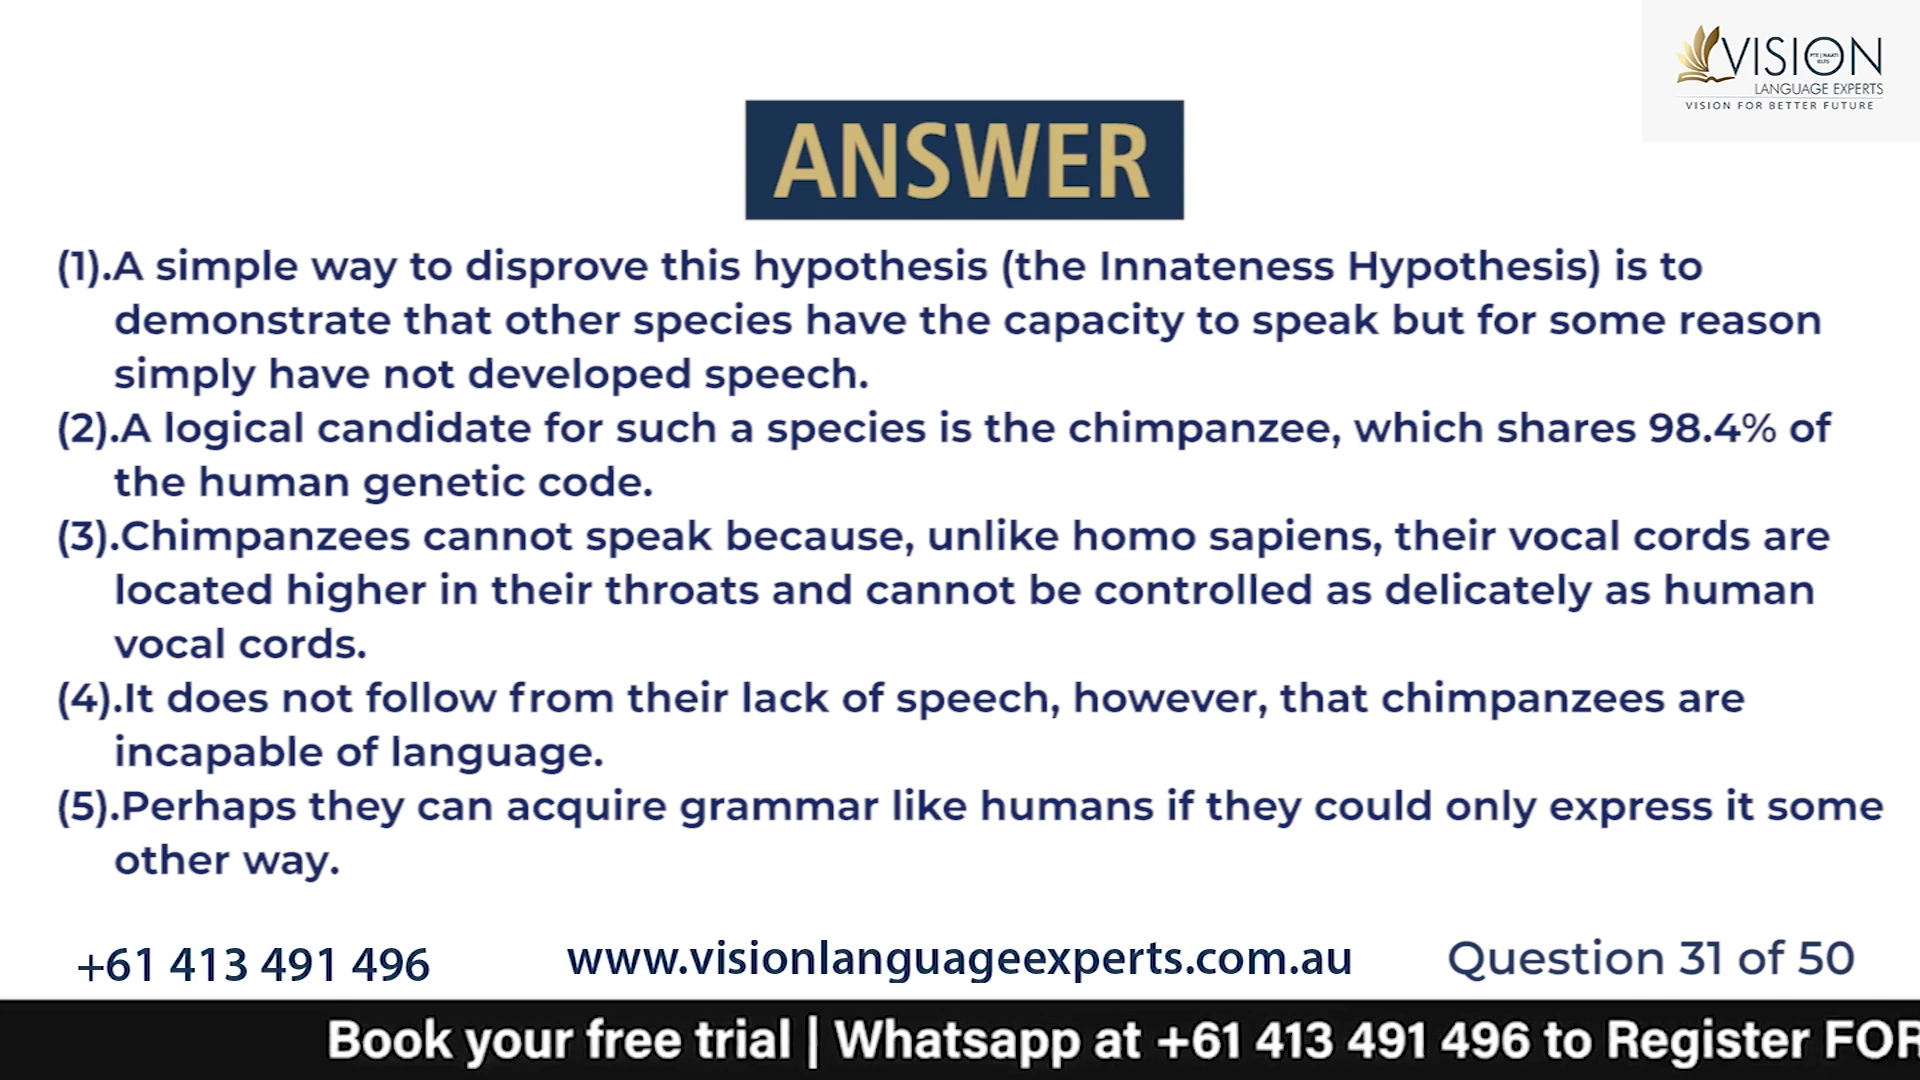 VISION
LANGUAGE EXPERTS
VISION FOR BETTER FUTURE
ANSWER
(1).A simple way to disprove this hypothesis (the Innateness Hypothesis) is to
demonstrate that other species have the capacity to speak but for some reason
simply have not developed speech.
(2).A logical candidate for such a species is the chimpanzee, which shares 98.4% of
the human genetic code.
(3).Chimpanzees cannot speak because, unlike homo sapiens, their vocal cords are
located higher in their throats and cannot be controlled as delicately as human
vocal cords.
(4).It does not follow from their lack of speech, however, that chimpanzees are
incapable of language.
(5).Perhaps they can acquire grammar like humans if they could only express it some
other way.
+61 413 491 496 www.visionlanguageexperts.com.au Question 31 of 50
Book your free trial | Whatsapp at +61 413 491 496 to Register FOR